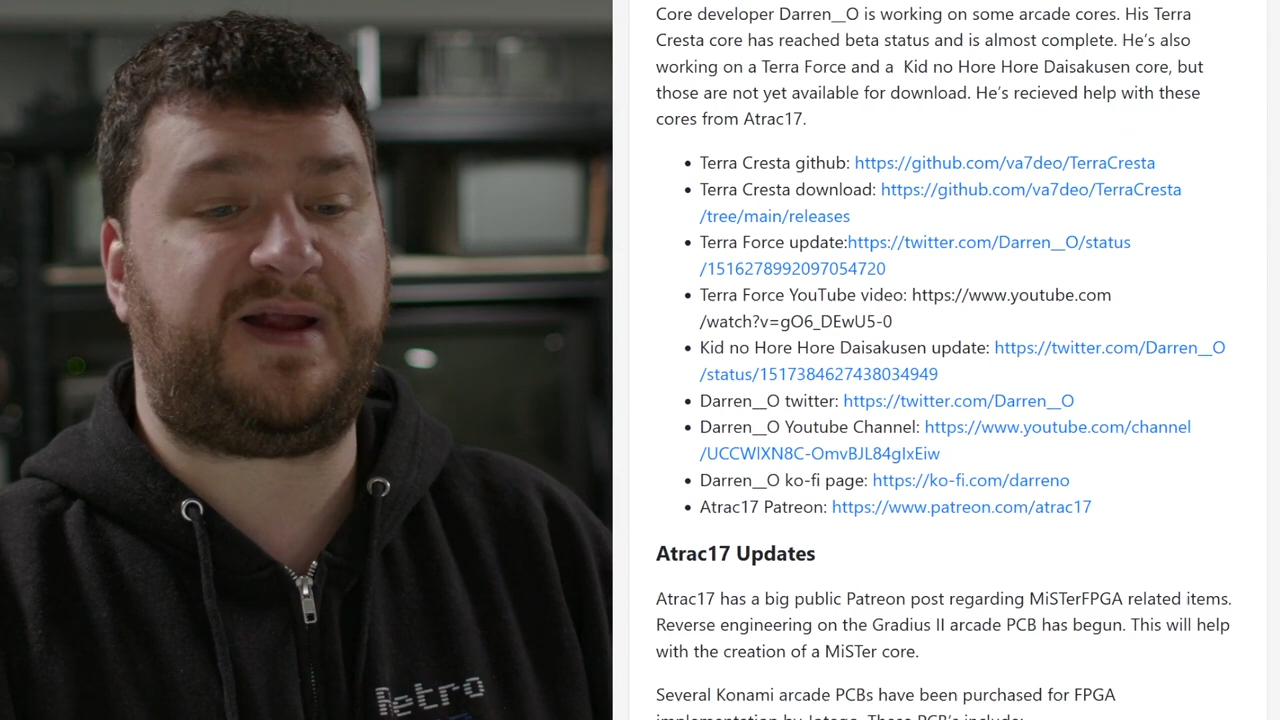 Core developer Darren__O is working on some arcade cores. His Terra
Cresta core has reached beta status and is almost complete. He's also
working on a Terra Force and a  Kid no Hore Hore Daisakusen core, but
those are not yet available for download. He's recieved help with these
cores from Atrac17.
Terra Cresta github: https://github.com/va7deo/TerraCresta
Terra Cresta download: https://github.com/va7deo/TerraCresta
/tree/main/releases
Terra Force update:https://twitter.com/Darren__O/status
/1516278992097054720
Terra Force YouTube video: https://www.youtube.com
/watch?v=gO6_DEwU5-0
Kid no Hore Hore Daisakusen update: https://twitter.com/Darren__O
/status/1517384627438034949
Darren__O twitter: https://twitter.com/Darren__O
Darren__O Youtube Channel: https://www.youtube.com/channel
/UCCWlXN8C-OmvBJL84gIxEiw
Darren__O ko-fi page: https://ko-fi.com/darreno
Atrac17 Patreon: https://www.patreon.com/atrac17
Atrac17 Updates
Atrac17 has a big public Patreon post regarding MiSTerFPGA related items.
Reverse engineering on the Gradius II arcade PCB has begun. This will help
with the creation of a MiSTer core.
Several Konami arcade PCBs have been purchased for FPGA
implementation by Jotego. These PCB's include:
Retro